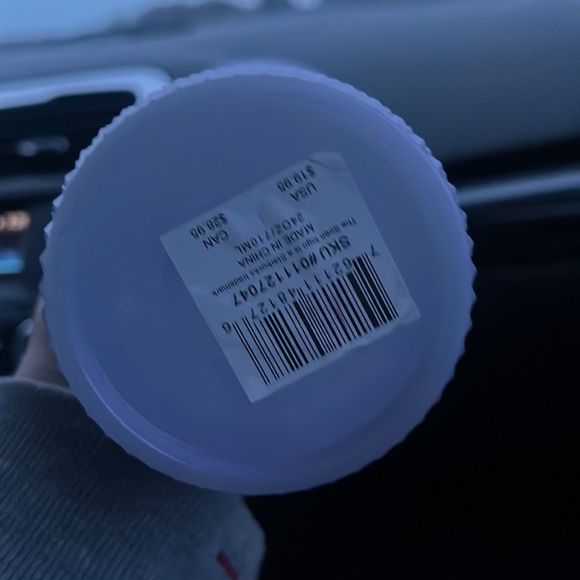 7 62111 48127 6
SKU #011127047
The Siren logo is a Starbucks trademark
MADE IN CHINA
24OZ/710ML
USA CAN
$19.95 $28.95